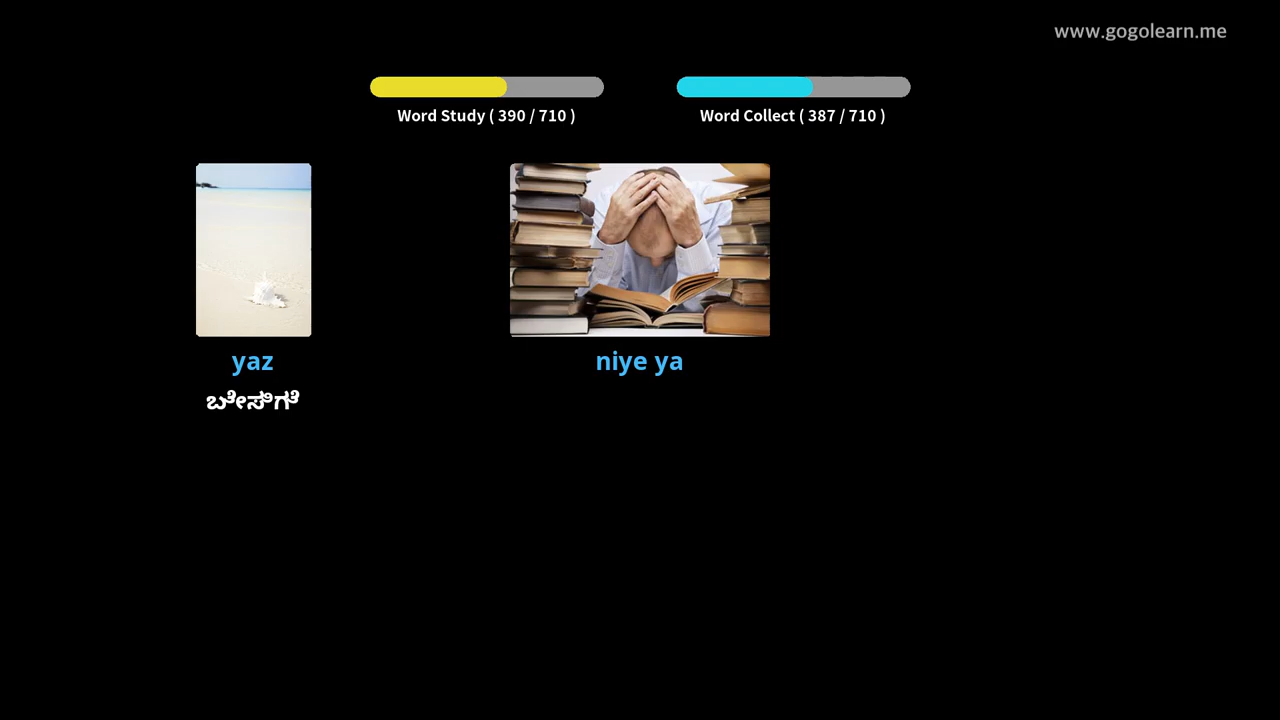 www.gogolearn.me
Word Study ( 390 / 710 )
Word Collect ( 387 / 710 )
yaz
niye ya
ಬೇಸಿಗೆ